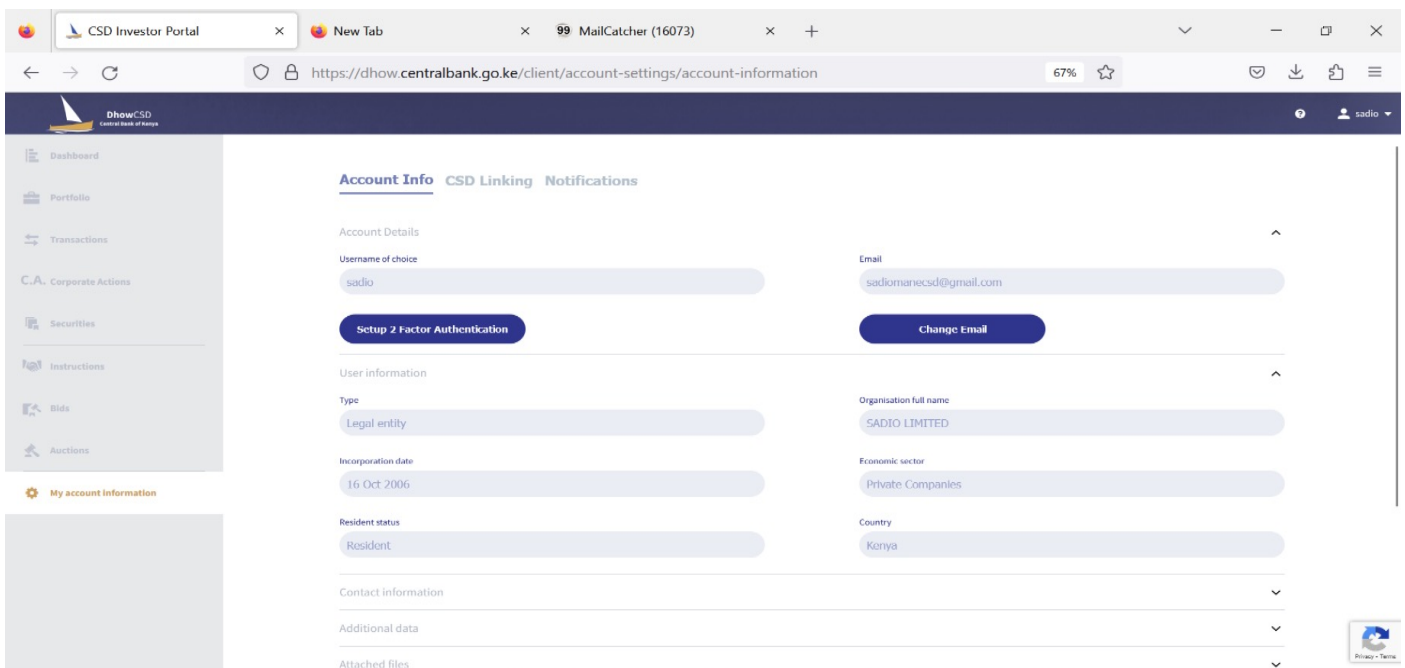 CSD Investor Portal
New Tab
99 MailCatcher (16073)
https://dhow.centralbank.go.ke/client/account-settings/account-information
67%
DhowCSD
Central Bank of Kenya
sadio
Dashboard
Portfolio
Transactions
C.A. Corporate Actions
Securities
Instructions
Bids
Auctions
My account information
Account Info CSD Linking Notifications
Account Details
Username of choice Email
sadio sadiomanecsd@gmail.com
Setup 2 Factor Authentication Change Email
User information
Type Organisation full name
Legal entity SADIO LIMITED
Incorporation date Economic sector
16 Oct 2006 Private Companies
Resident status Country
Resident Kenya
Contact information
Additional data
Attached files
Privacy - Terms